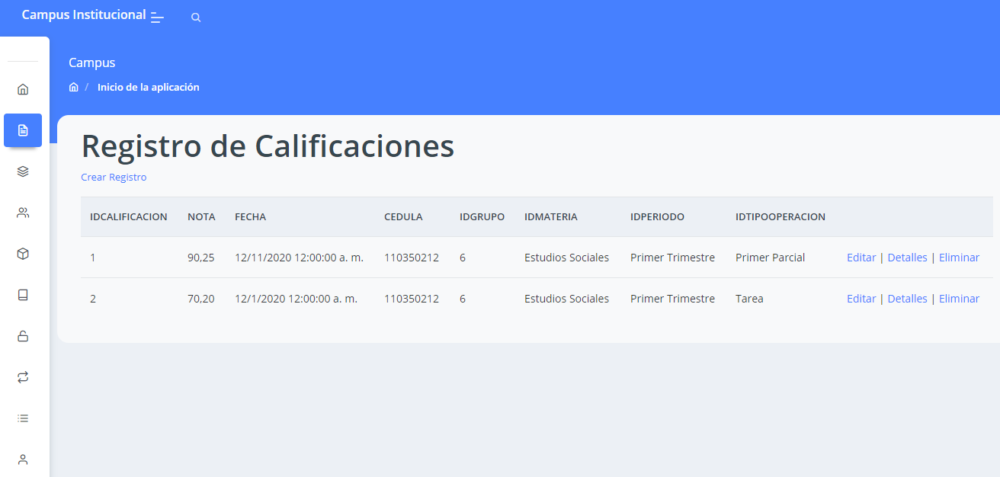 Campus Institucional
Campus
/ Inicio de la aplicación
Registro de Calificaciones
Crear Registro
IDCALIFICACION NOTA FECHA CEDULA IDGRUPO IDMATERIA IDPERIODO IDTIPOOPERACION
1 90,25 12/11/2020 12:00:00 a. m. 110350212 6 Estudios Sociales Primer Trimestre Primer Parcial Editar | Detalles | Eliminar
2 70,20 12/1/2020 12:00:00 a. m. 110350212 6 Estudios Sociales Primer Trimestre Tarea Editar | Detalles | Eliminar